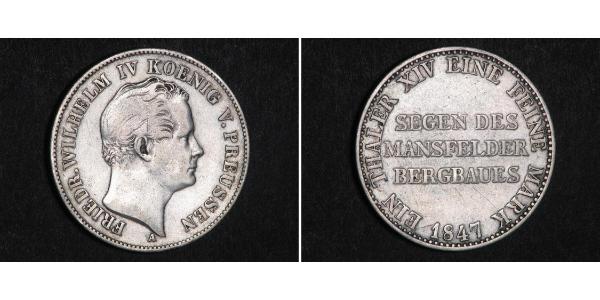 FRIEDR. WILHELM IV KOENIG V. PREUSSEN
A
EIN THALER XIV EINE FEINE MARK
SEGEN DES
MANSFELDER
BERGBAUES
1847